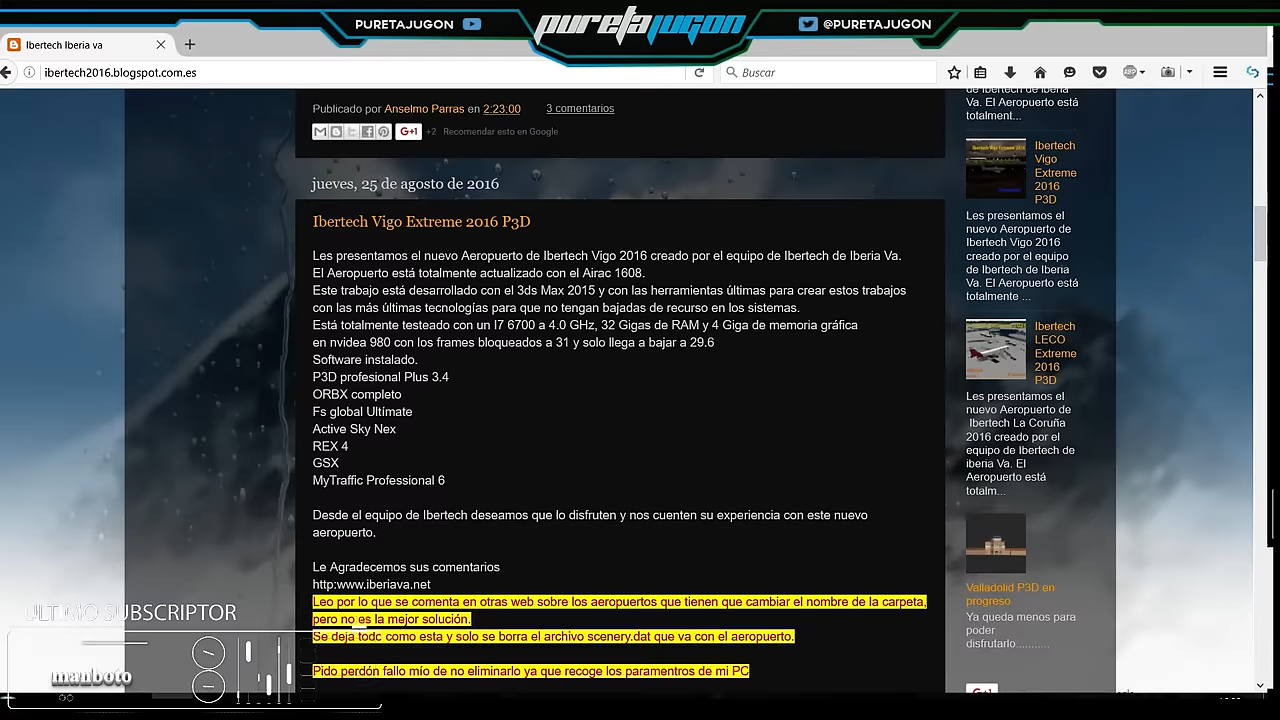 PURETAJUGON
puretajugon
@PURETAJUGON
Ibertech Iberia va
ibertech2016.blogspot.com.es
Buscar
ABP
Publicado por Anselmo Parras en 2:23:00 3 comentarios
G+1 +2 Recomendar esto en Google
jueves, 25 de agosto de 2016
Ibertech Vigo Extreme 2016 P3D
Les presentamos el nuevo Aeropuerto de Ibertech Vigo 2016 creado por el equipo de Ibertech de Iberia Va.
El Aeropuerto está totalmente actualizado con el Airac 1608.
Este trabajo está desarrollado con el 3ds Max 2015 y con las herramientas últimas para crear estos trabajos
con las más últimas tecnologías para que no tengan bajadas de recurso en los sistemas.
Está totalmente testeado con un I7 6700 a 4.0 GHz, 32 Gigas de RAM y 4 Giga de memoria gráfica
en nvidea 980 con los frames bloqueados a 31 y solo llega a bajar a 29.6
Software instalado.
P3D profesional Plus 3.4
ORBX completo
Fs global Ultímate
Active Sky Nex
REX 4
GSX
MyTraffic Professional 6
Desde el equipo de Ibertech deseamos que lo disfruten y nos cuenten su experiencia con este nuevo
aeropuerto.
Le Agradecemos sus comentarios
http:www.iberiava.net
Leo por lo que se comenta en otras web sobre los aeropuertos que tienen que cambiar el nombre de la carpeta,
pero no es la mejor solución.
Se deja todc como esta y solo se borra el archivo scenery.dat que va con el aeropuerto.
Pido perdón fallo mío de no eliminarlo ya que recoge los paramentros de mi PC
de Ibertech de Iberia
Va. El Aeropuerto está
totalment...
Ibertech
Vigo
Extreme
2016
P3D
Les presentamos el
nuevo Aeropuerto de
Ibertech Vigo 2016
creado por el equipo
de Ibertech de Iberia
Va. El Aeropuerto está
totalmente ...
Ibertech
LECO
Extreme
2016
P3D
Les presentamos el
nuevo Aeropuerto de
Ibertech La Coruña
2016 creado por el
equipo de Ibertech de
iberia Va. El
Aeropuerto está
totalm...
Valladolid P3D en
progreso
Ya queda menos para
poder
disfrutarlo...........
G+1
ULTIMO SUBSCRIPTOR
manboto